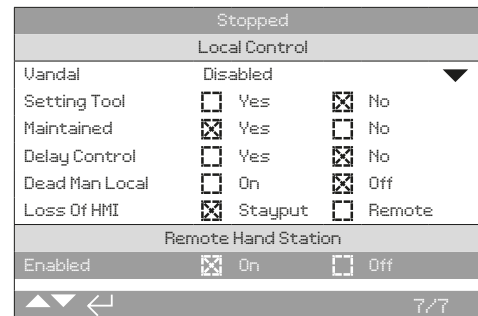 Stopped
Local Control
Vandal Disabled
Setting Tool Yes No
Maintained Yes No
Delay Control Yes No
Dead Man Local On Off
Loss Of HMI Stayput Remote
Remote Hand Station
Enabled On Off
7/7